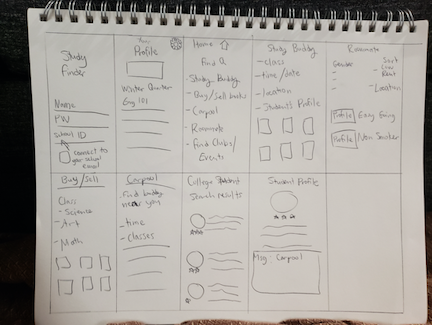 Study
Finder
Name
PW
School ID
connect to
your school
email
Your
Profile
Winter Quarter
Eng 101
Home
Find
Study Buddy
- Buy/Sell books
- Carpool
- Roommate
- Find Clubs/
Events
Study Buddy
- class
- time/date
- location
- Students Profile
Roommate
Gender
Sort
Low
Rent
- Location
Profile Easy Going
Profile Non Smoker
Buy/Sell
Class
- Science
- Art
- Math
Carpool
Find buddy
near you
- time
- classes
College Student
Search results
Student Profile
Msg: Carpool